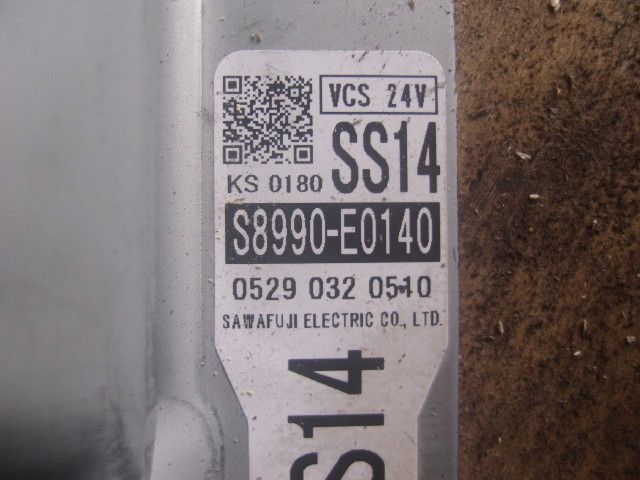 VCS 24V
SS14
KS 0180
S8990-E0140
0529 032 0510
SAWAFUJI ELECTRIC CO., LTD.
SS14